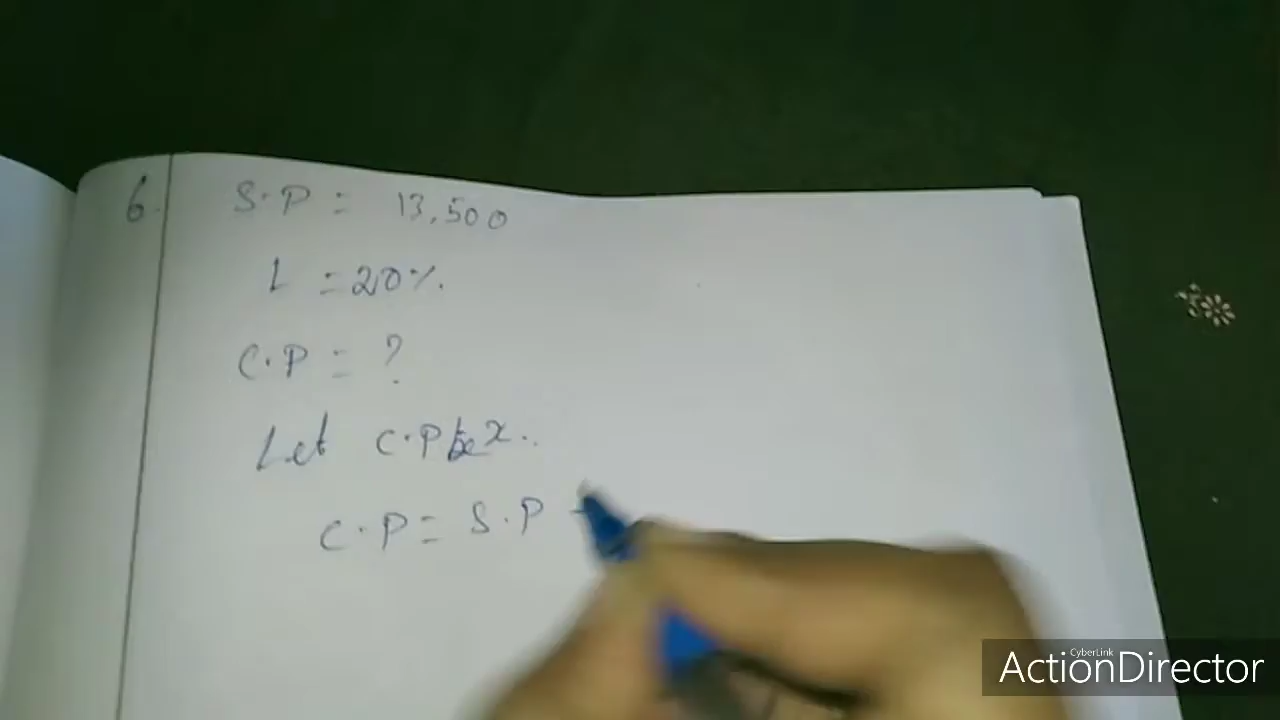 6. S.P = 13,500
L = 20%.
C.P = ?
Let C.P be x.
C.P = S.P +
CyberLink
ActionDirector